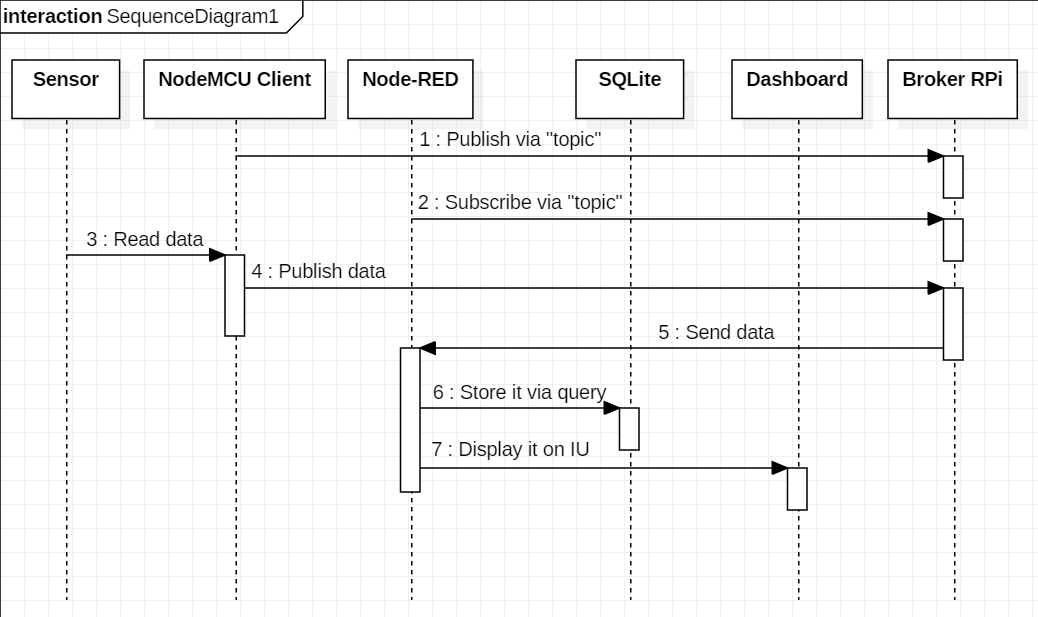 interaction SequenceDiagram1
Sensor
NodeMCU Client
Node-RED
SQLite
Dashboard
Broker RPi
1 : Publish via "topic"
2 : Subscribe via "topic"
3 : Read data
4 : Publish data
5 : Send data
6 : Store it via query
7 : Display it on IU